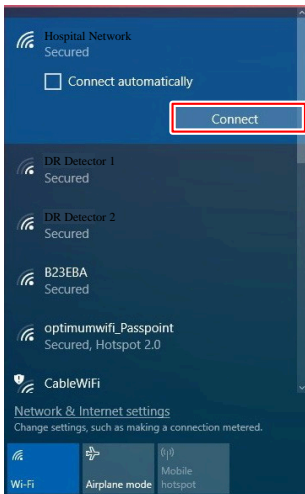 Hospital Network
Secured
Connect automatically
Connect
DR Detector 1
Secured
DR Detector 2
Secured
B23EBA
Secured
optimumwifi_Passpoint
Secured, Hotspot 2.0
CableWiFi
Network & Internet settings
Change settings, such as making a connection metered.
Wi-Fi
Airplane mode
Mobile
hotspot